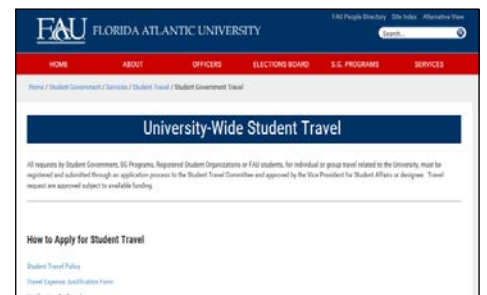 FAU People Directory Site Index Alternative View
FAU FLORIDA ATLANTIC UNIVERSITY
Search...
HOME ABOUT OFFICERS ELECTIONS BOARD S.G. PROGRAMS SERVICES
Home / Student Government / Services / Student Travel / Student Government Travel
University-Wide Student Travel
All requests by Student Government, SG Programs, Registered Student Organizations or FAU students, for individual or group travel related to the University, must be
registered and submitted through an application process to the Student Travel Committee and approved by the Vice President for Student Affairs or designee. Travel
request are approved subject to available funding.
How to Apply for Student Travel
Student Travel Policy
Travel Expense Justification Form